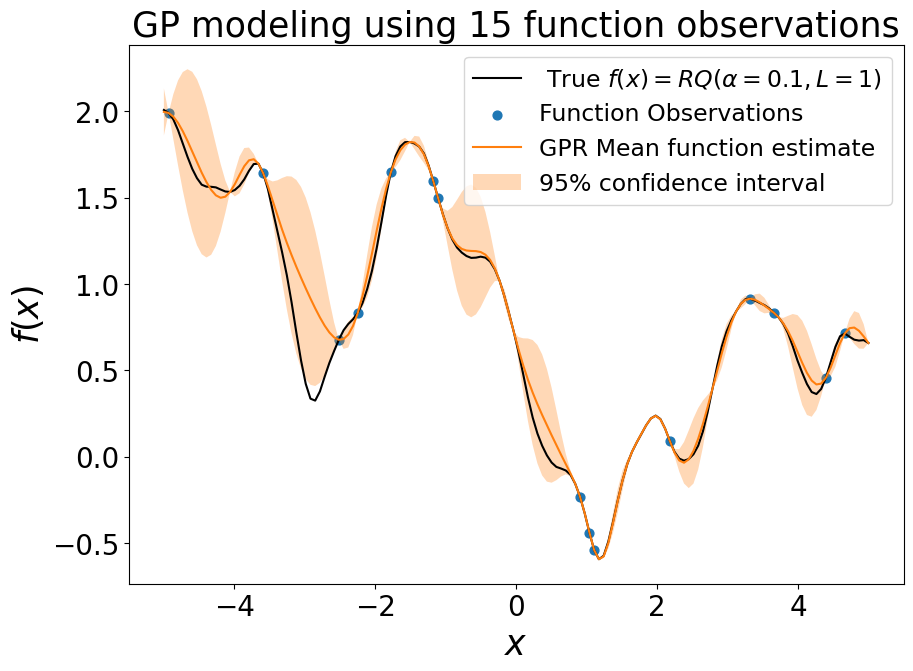 GP modeling using 15 function observations
True f(x) = RQ(α = 0.1, L = 1)
Function Observations
GPR Mean function estimate
95% confidence interval
f(x)
2.0
1.5
1.0
0.5
0.0
−0.5
−4 −2 0 2 4
x